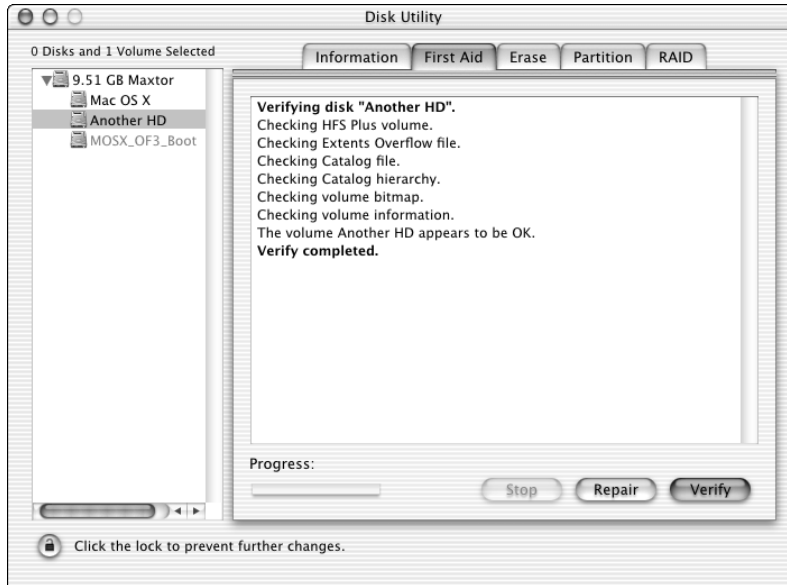 Disk Utility
0 Disks and 1 Volume Selected
9.51 GB Maxtor
Mac OS X
Another HD
MOSX_OF3_Boot
Information
First Aid
Erase
Partition
RAID
Verifying disk "Another HD".
Checking HFS Plus volume.
Checking Extents Overflow file.
Checking Catalog file.
Checking Catalog hierarchy.
Checking volume bitmap.
Checking volume information.
The volume Another HD appears to be OK.
Verify completed.
Progress:
Stop
Repair
Verify
Click the lock to prevent further changes.